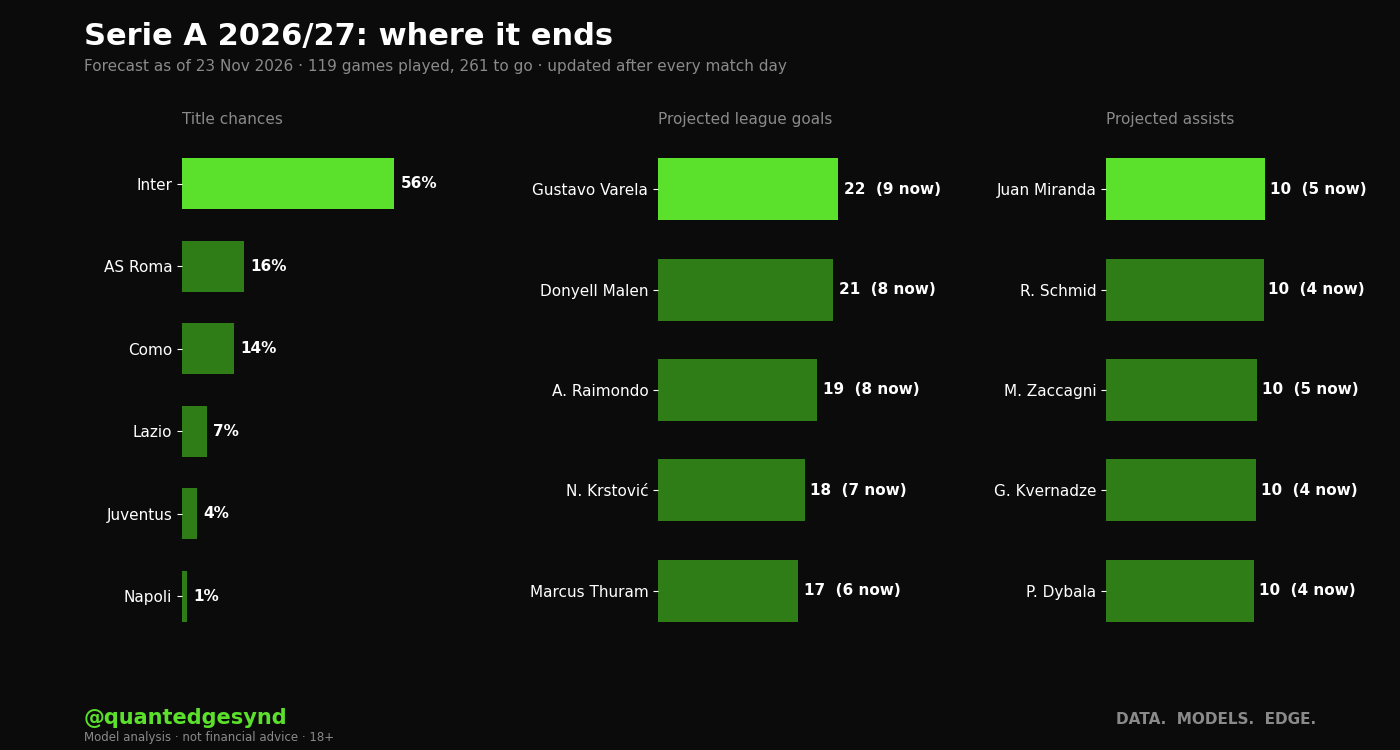 Serie A 2026/27: where it ends
Forecast as of 23 Nov 2026 · 119 games played, 261 to go · updated after every match day
Title chances
Inter 56%
AS Roma 16%
Como 14%
Lazio 7%
Juventus 4%
Napoli 1%
Projected league goals
Gustavo Varela 22 (9 now)
Donyell Malen 21 (8 now)
A. Raimondo 19 (8 now)
N. Krstović 18 (7 now)
Marcus Thuram 17 (6 now)
Projected assists
Juan Miranda 10 (5 now)
R. Schmid 10 (4 now)
M. Zaccagni 10 (5 now)
G. Kvernadze 10 (4 now)
P. Dybala 10 (4 now)
@quantedgesynd
Model analysis · not financial advice · 18+
DATA. MODELS. EDGE.